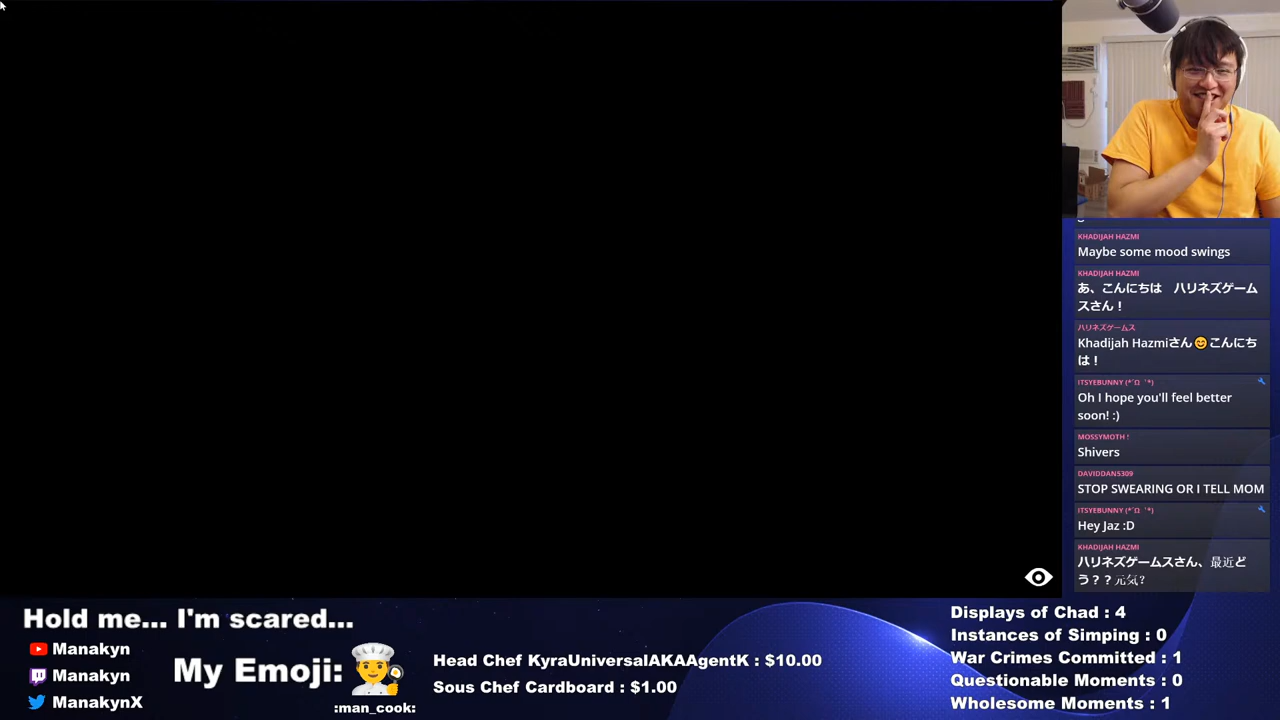 KHADIJAH HAZMI
Maybe some mood swings
KHADIJAH HAZMI
あ、こんにちは　ハリネズゲーム
スさん！
ハリネズゲームス
Khadijah Hazmiさん😊こんにち
は！
ITSYEBUNNY (*´Ω｀*)
Oh I hope you'll feel better
soon! :)
MOSSYMOTH !
Shivers
DAVIDDAN5309
STOP SWEARING OR I TELL MOM
ITSYEBUNNY (*´Ω｀*)
Hey Jaz :D
KHADIJAH HAZMI
ハリネズゲームスさん、最近ど
う？？元気？
Hold me... I'm scared...
Manakyn
Manakyn
ManakynX
My Emoji:
:man_cook:
Head Chef KyraUniversalAKAAgentK : $10.00
Sous Chef Cardboard : $1.00
Displays of Chad : 4
Instances of Simping : 0
War Crimes Committed : 1
Questionable Moments : 0
Wholesome Moments : 1